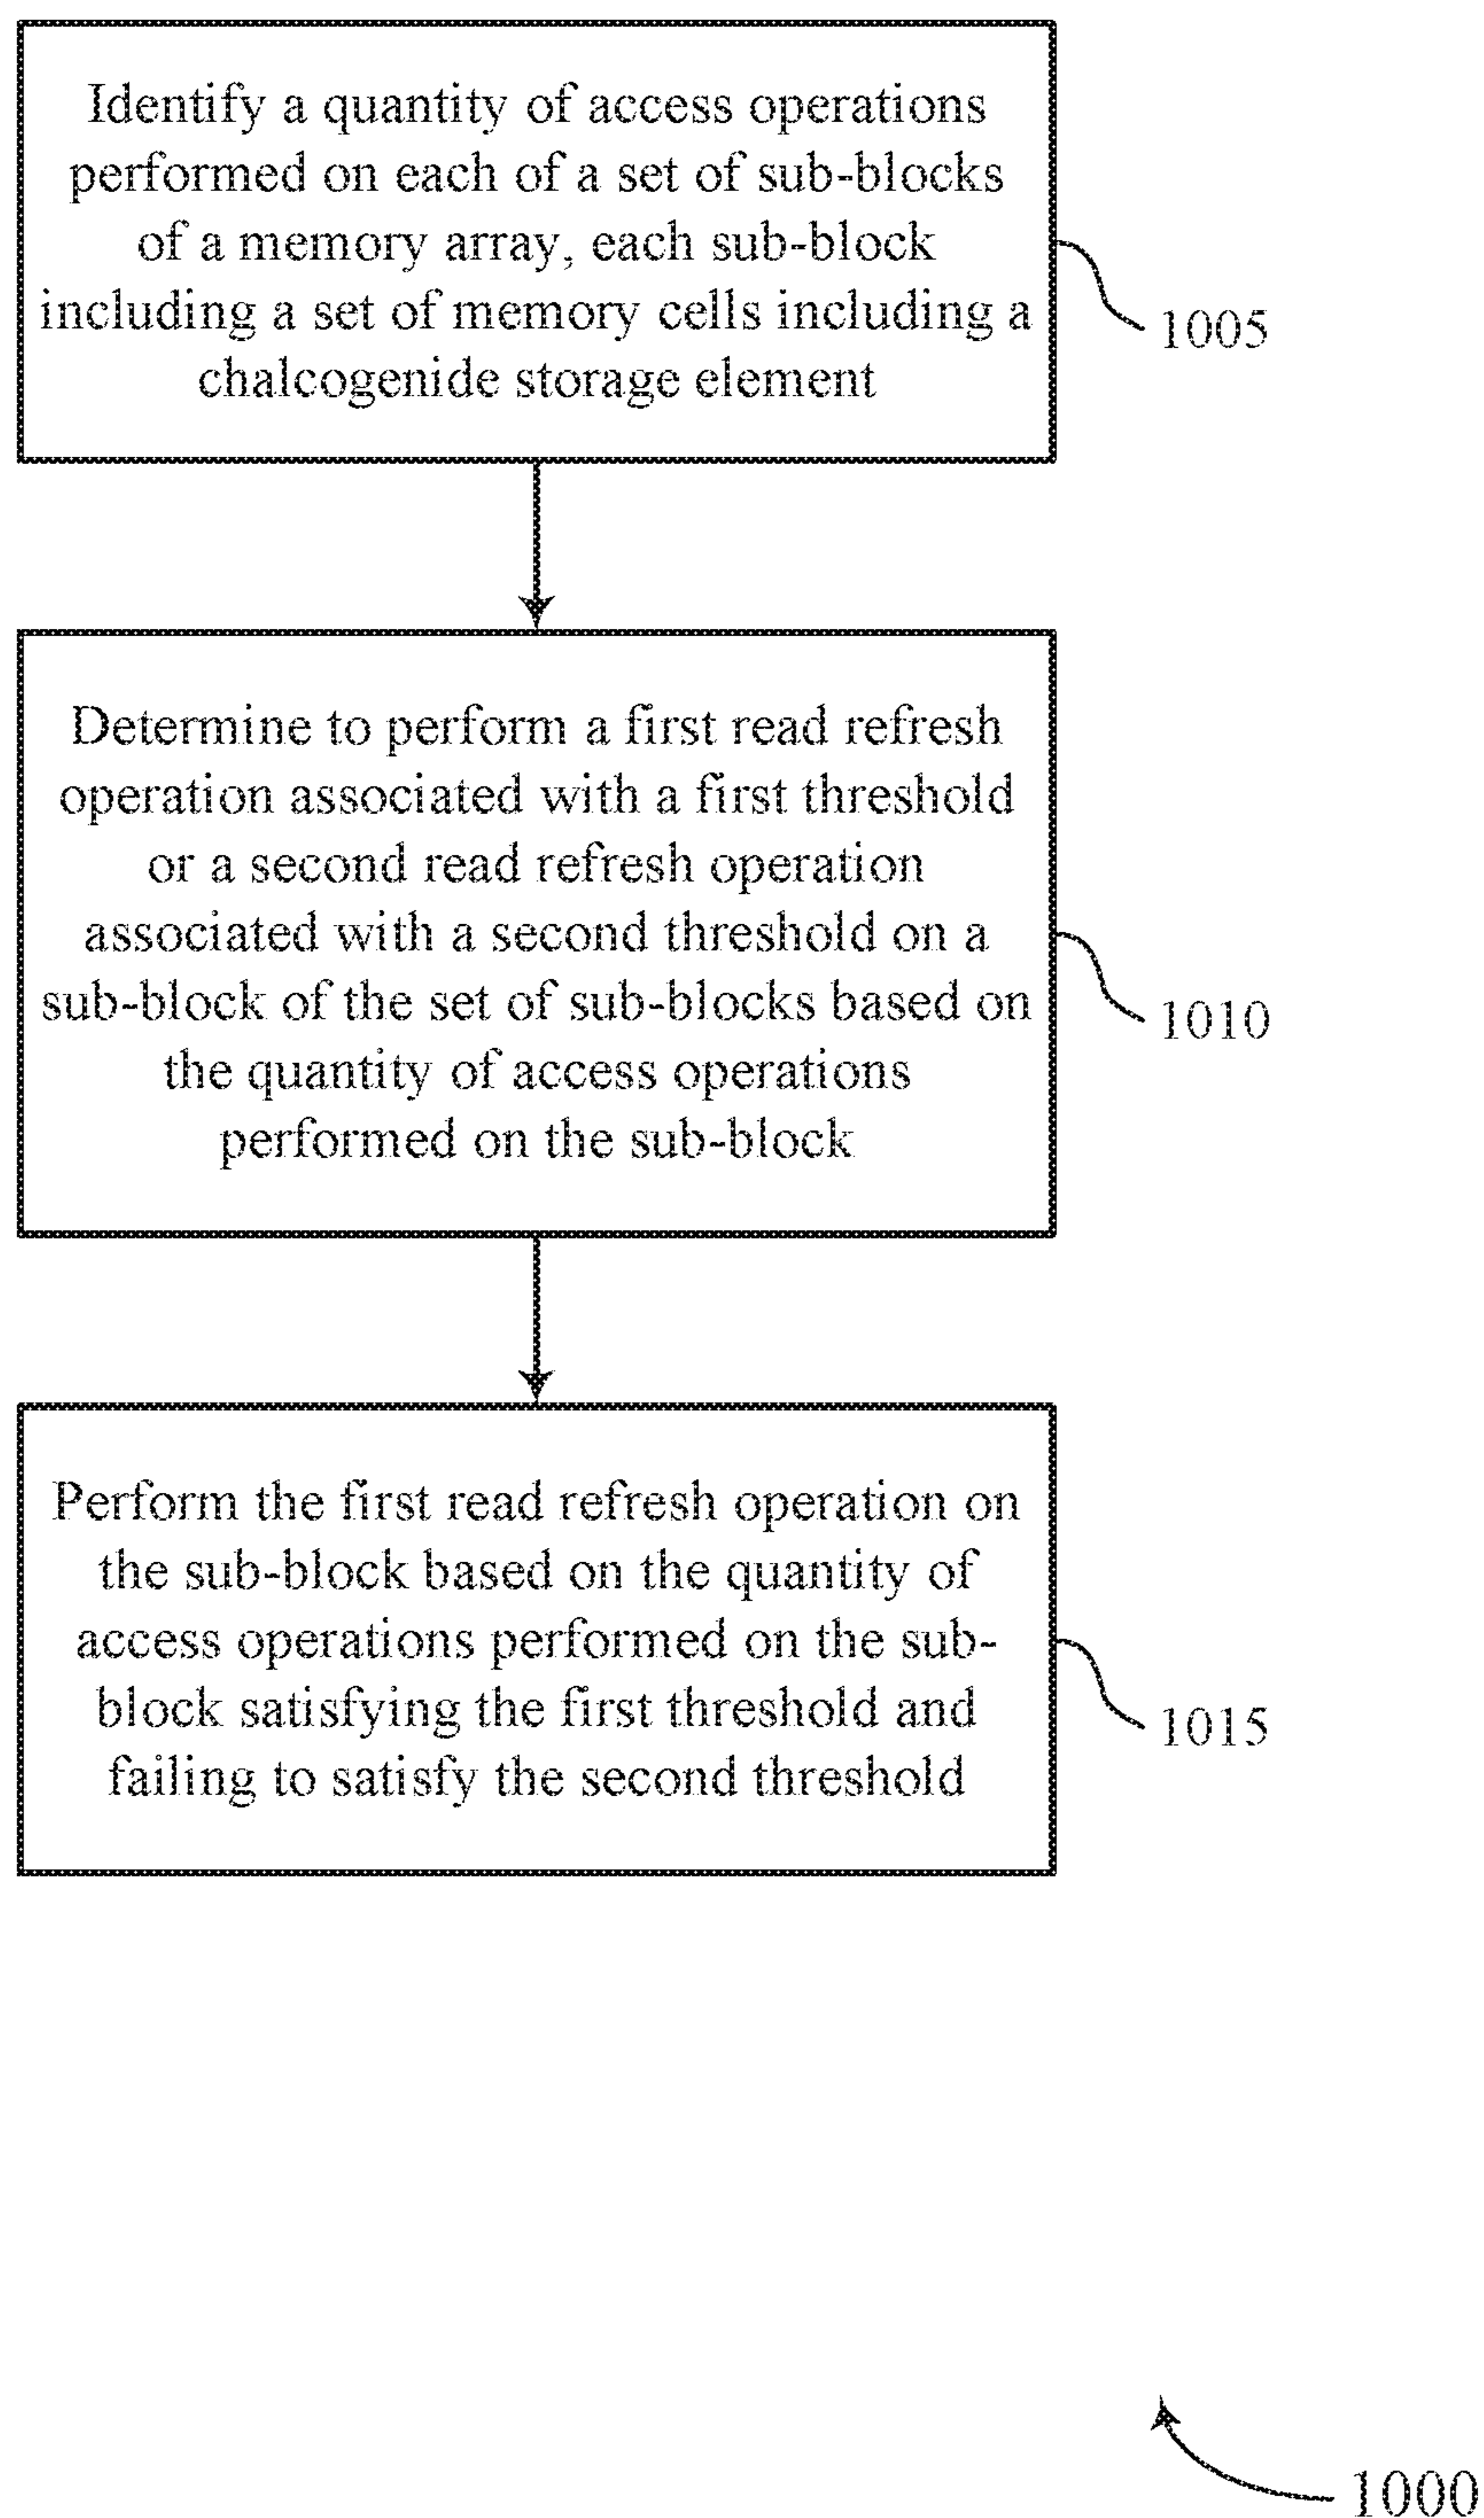 Identify a quantity of access operations
performed on each of a set of sub-blocks
of a memory array, each sub-block
including a set of memory cells including a
chalcogenide storage element
1005
Determine to perform a first read refresh
operation associated with a first threshold
or a second read refresh operation
associated with a second threshold on a
sub-block of the set of sub-blocks based on
the quantity of access operations
performed on the sub-block
1010
Perform the first read refresh operation on
the sub-block based on the quantity of
access operations performed on the sub-
block satisfying the first threshold and
failing to satisfy the second threshold
1015
1000